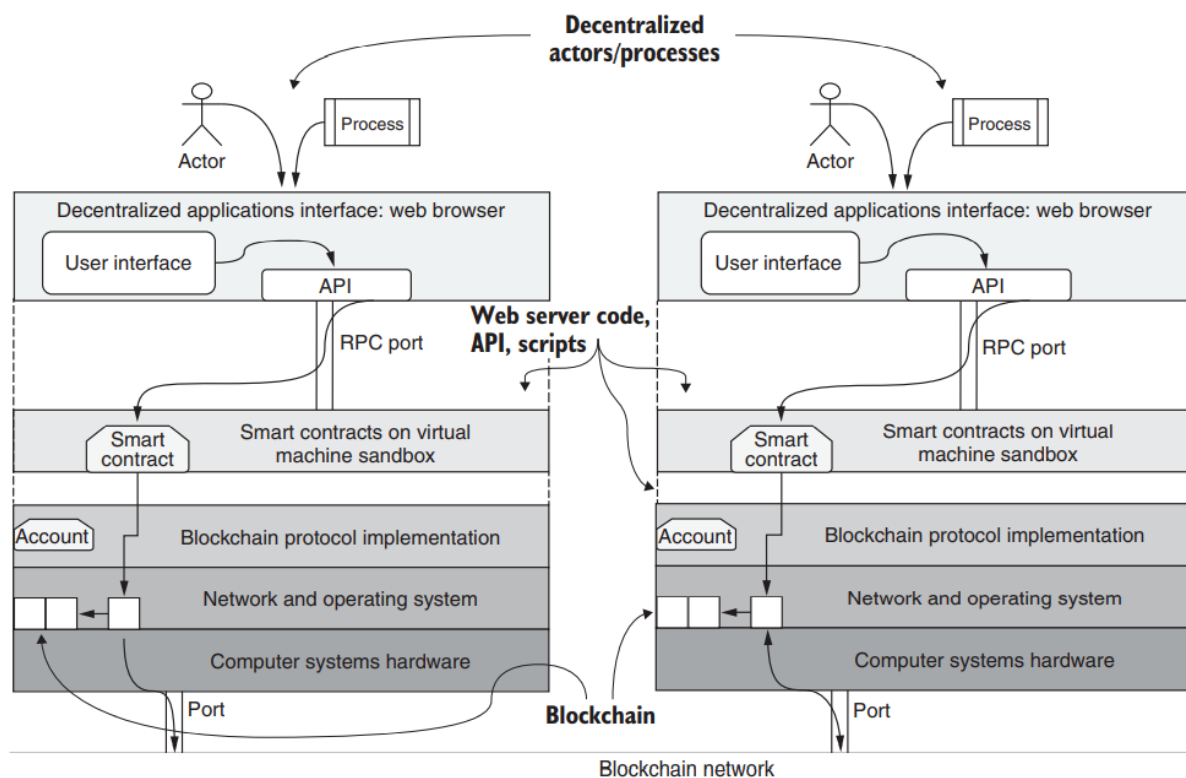 Decentralized
actors/processes
Process
Actor
Process
Actor
Decentralized applications interface: web browser
User interface
API
Decentralized applications interface: web browser
User interface
API
Web server code,
API, scripts
RPC port
RPC port
Smart
contract
Smart contracts on virtual
machine sandbox
Smart
contract
Smart contracts on virtual
machine sandbox
Account
Blockchain protocol implementation
Account
Blockchain protocol implementation
Network and operating system
Network and operating system
Computer systems hardware
Computer systems hardware
Port
Blockchain
Port
Blockchain network